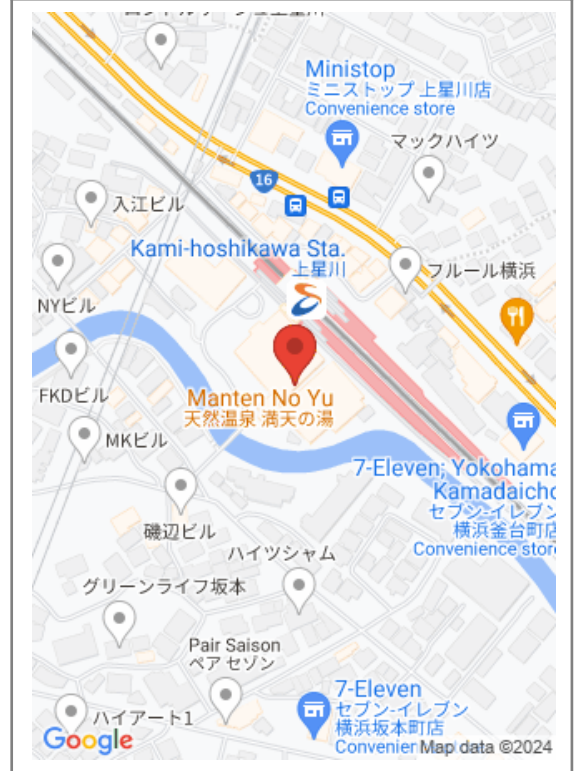 Ministop
ミニストップ 上星川店
Convenience store
マックハイツ
16
入江ビル
Kami-hoshikawa Sta.
上星川
フルール横浜
NYビル
Manten No Yu
天然温泉 満天の湯
FKDビル
MKビル
7-Eleven; Yokohama
Kamadaicho
セブン-イレブン
横浜釜台町店
Convenience store
磯辺ビル
ハイツシャム
グリーンライフ坂本
Pair Saison
ペア セゾン
7-Eleven
セブン-イレブン
横浜坂本町店
ハイアート1
Google
Map data ©2024